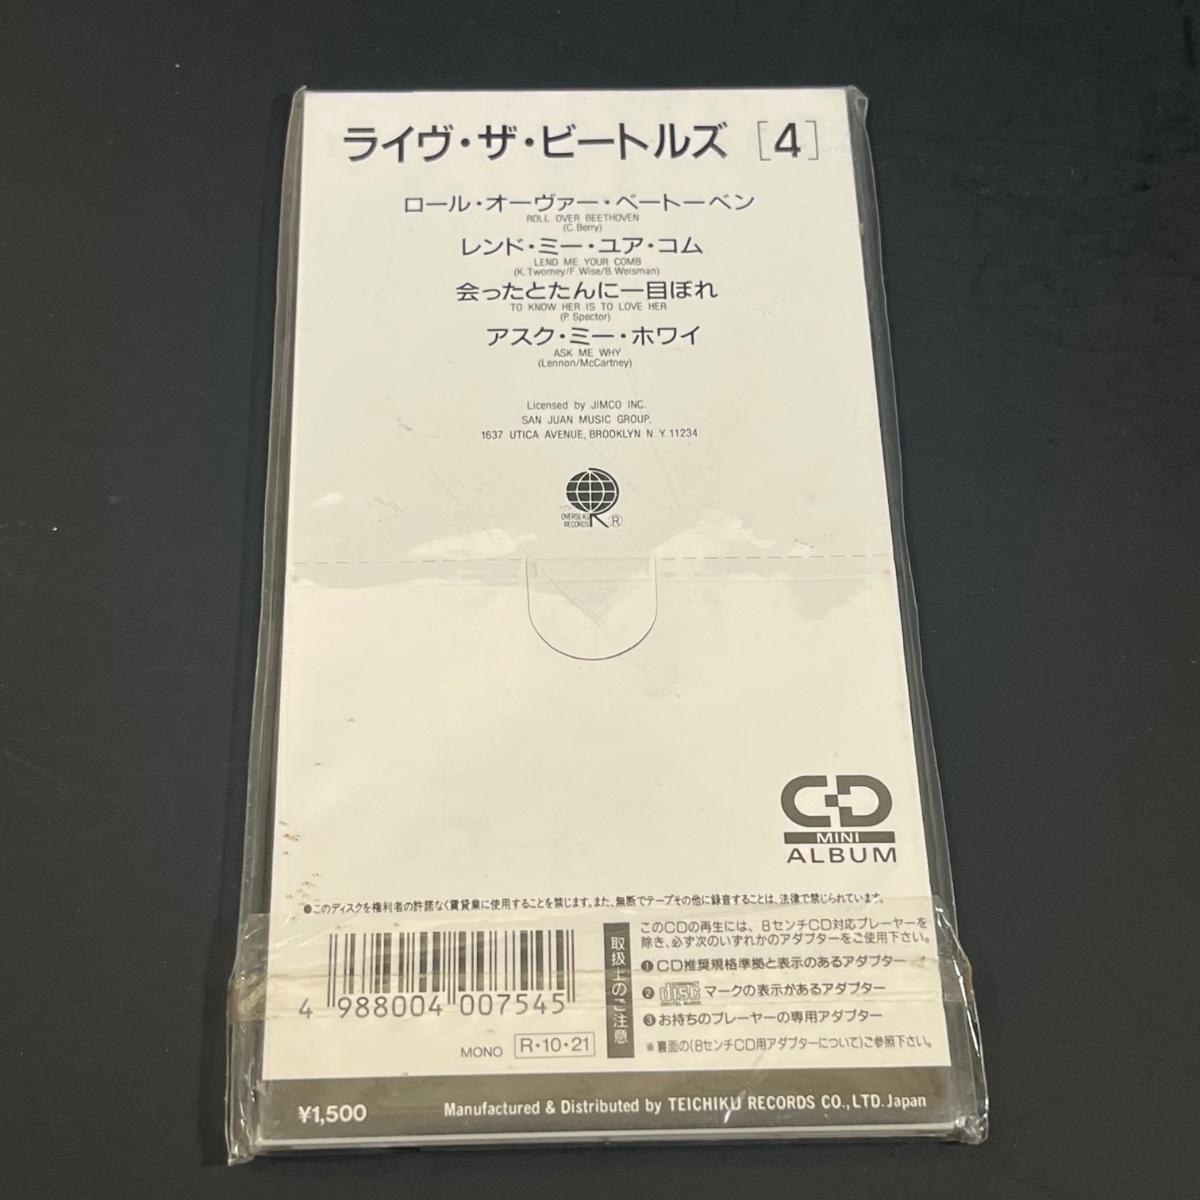 ライヴ・ザ・ビートルズ [4]
ロール・オーヴァー・ベートーベン
ROLL OVER BEETHOVEN
(C. Berry)
レンド・ミー・ユア・コム
LEND ME YOUR COMB
(K. Twomey/F. Wise/B. Weisman)
会ったとたんに一目ぼれ
TO KNOW HER IS TO LOVE HER
(P. Spector)
アスク・ミー・ホワイ
ASK ME WHY
(Lennon/McCartney)
Licensed by JIMCO INC.
SAN JUAN MUSIC GROUP,
1637 UTICA AVENUE, BROOKLYN N.Y. 11234
OVERSEAS
RECORDS
R
®
CD
MINI
ALBUM
●このディスクを権利者の許諾なく賃貸業に使用することを禁じます。また、無断でテープその他に録音することは、法律で禁じられています。
4 988004 007545
MONO R・10・21
取扱上のご注意
このCDの再生には、8センチCD対応プレーヤーを
除き、必ず次のいずれかのアダプターをご使用下さい。
❶CD推奨規格準拠と表示のあるアダプター
❷ disc マークの表示があるアダプター
DIGITAL AUDIO
❸お持ちのプレーヤーの専用アダプター
※裏面の(8センチCD用アダプターについて)ご参照下さい。
¥1,500
Manufactured & Distributed by TEICHIKU RECORDS CO., LTD. Japan